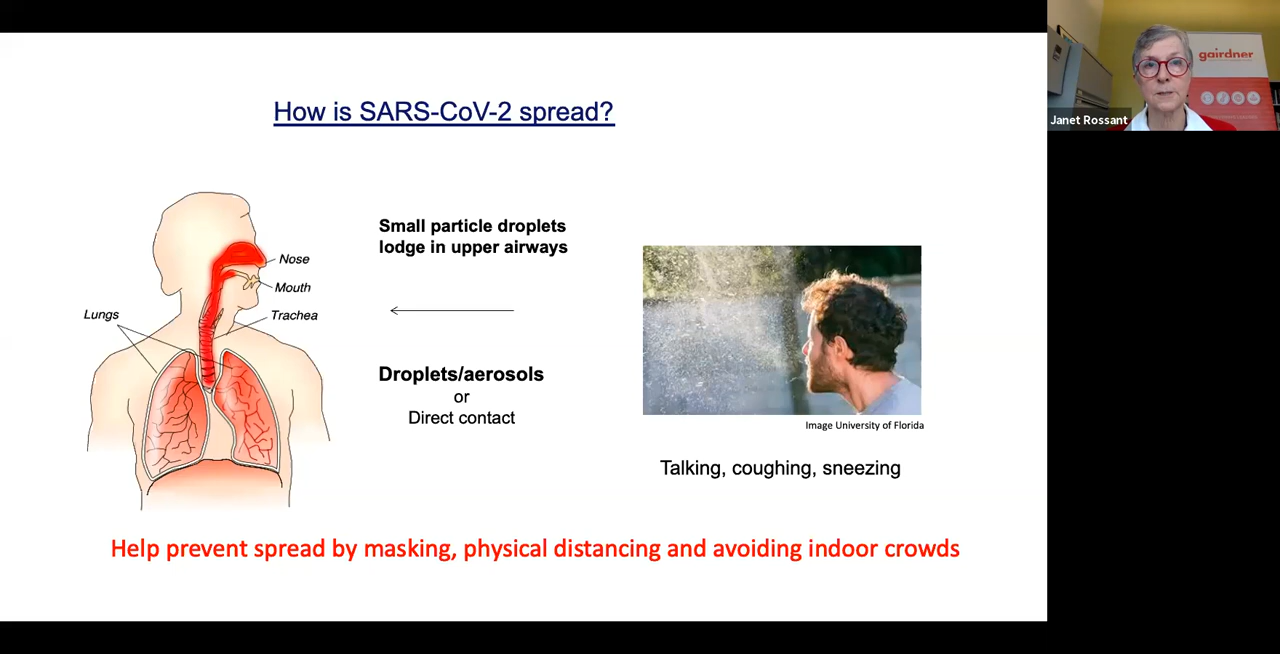 How is SARS-CoV-2 spread?
gairdner
Janet Rossant
Small particle droplets
lodge in upper airways
Nose
Mouth
Trachea
Lungs
Droplets/aerosols
or
Direct contact
Image University of Florida
Talking, coughing, sneezing
Help prevent spread by masking, physical distancing and avoiding indoor crowds